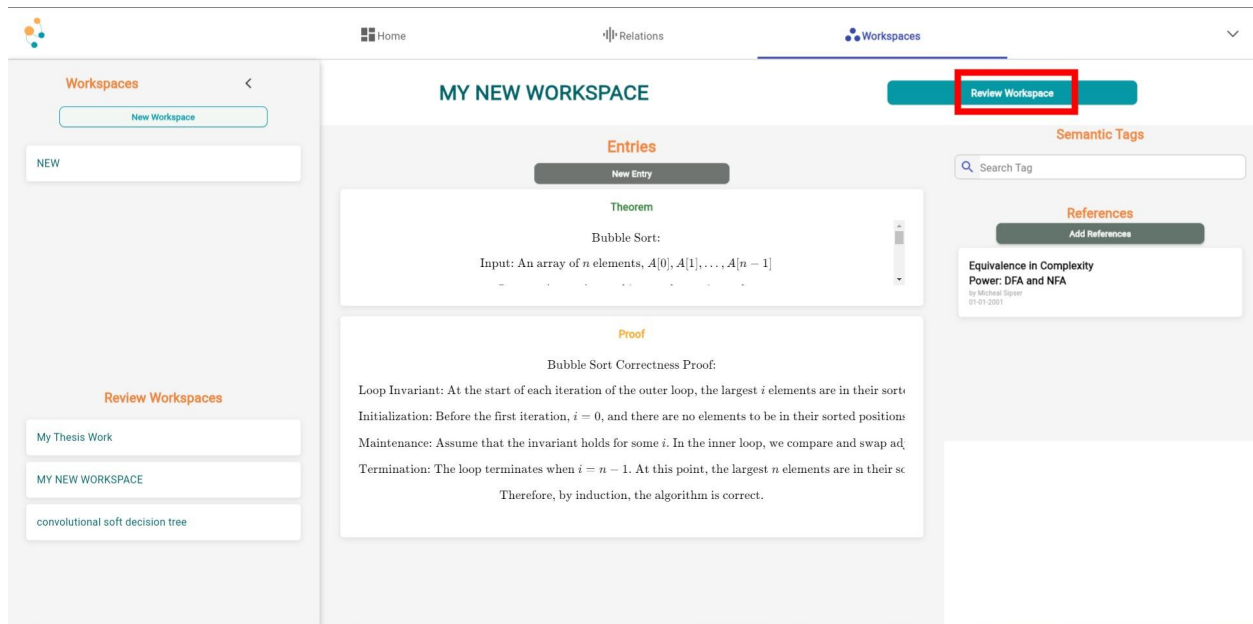 Home
Relations
Workspaces
Workspaces
New Workspace
NEW
Review Workspaces
My Thesis Work
MY NEW WORKSPACE
convolutional soft decision tree
MY NEW WORKSPACE
Review Workspace
Entries
New Entry
Theorem
Bubble Sort:
Input: An array of n elements, A[0], A[1], . . . , A[n − 1]
Proof
Bubble Sort Correctness Proof:
Loop Invariant: At the start of each iteration of the outer loop, the largest i elements are in their sorte
Initialization: Before the first iteration, i = 0, and there are no elements to be in their sorted positions
Maintenance: Assume that the invariant holds for some i. In the inner loop, we compare and swap adj
Termination: The loop terminates when i = n − 1. At this point, the largest n elements are in their so
Therefore, by induction, the algorithm is correct.
Semantic Tags
Search Tag
References
Add References
Equivalence in Complexity
Power: DFA and NFA
by Micheal Sipser
01-01-2001